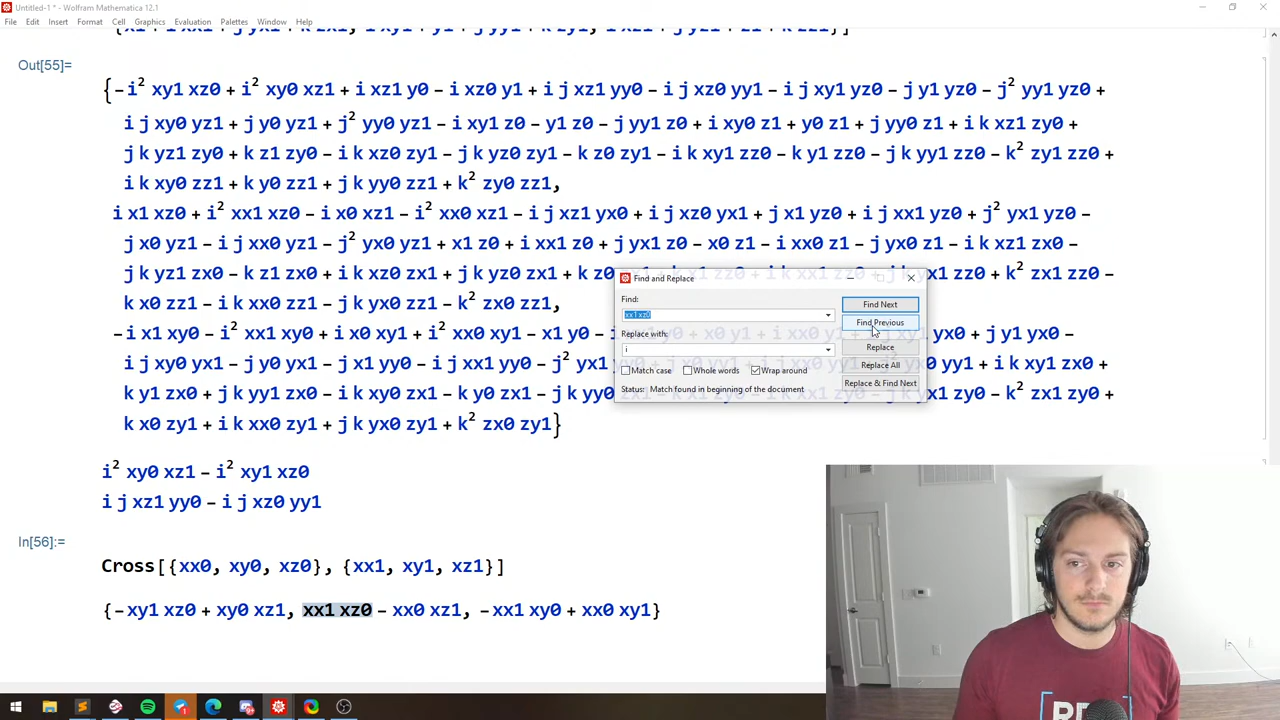 Untitled-1 * - Wolfram Mathematica 12.1
File Edit Insert Format Cell Graphics Evaluation Palettes Window Help
Out[55]=
{-i² xy1 xz0 + i² xy0 xz1 + i xz1 y0 - i xz0 y1 + i j xz1 yy0 - i j xz0 yy1 - i j xy1 yz0 - j y1 yz0 - j² yy1 yz0 +
i j xy0 yz1 + j y0 yz1 + j² yy0 yz1 - i xy1 z0 - y1 z0 - j yy1 z0 + i xy0 z1 + y0 z1 + j yy0 z1 + i k xz1 zy0 +
j k yz1 zy0 + k z1 zy0 - i k xz0 zy1 - j k yz0 zy1 - k z0 zy1 - i k xy1 zz0 - k y1 zz0 - j k yy1 zz0 - k² zy1 zz0 +
i k xy0 zz1 + k y0 zz1 + j k yy0 zz1 + k² zy0 zz1,
i x1 xz0 + i² xx1 xz0 - i x0 xz1 - i² xx0 xz1 - i j xz1 yx0 + i j xz0 yx1 + j x1 yz0 + i j xx1 yz0 + j² yx1 yz0 -
j x0 yz1 - i j xx0 yz1 - j² yx0 yz1 + x1 z0 + i xx1 z0 + j yx1 z0 - x0 z1 - i xx0 z1 - j yx0 z1 - i k xz1 zx0 -
j k yz1 zx0 - k z1 zx0 + i k xz0 zx1 + j k yz0 zx1 + k z0 x1 zz0 + k² zx1 zz0 -
k x0 zz1 - i k xx0 zz1 - j k yx0 zz1 - k² zx0 zz1,
-i x1 xy0 - i² xx1 xy0 + i x0 xy1 + i² xx0 xy1 - x1 y0 - yx0 + j y1 yx0 -
i j xy0 yx1 - j y0 yx1 - j x1 yy0 - i j xx1 yy0 - j² yx yy1 + i k xy1 zx0 +
k y1 zx0 + j k yy1 zx0 - i k xy0 zx1 - k y0 zx1 - j k yy0 yx1 zy0 - k² zx1 zy0 +
k x0 zy1 + i k xx0 zy1 + j k yx0 zy1 + k² zx0 zy1}
i² xy0 xz1 - i² xy1 xz0
i j xz1 yy0 - i j xz0 yy1
In[56]:=
Cross[{xx0, xy0, xz0}, {xx1, xy1, xz1}]
{-xy1 xz0 + xy0 xz1, xx1 xz0 - xx0 xz1, -xx1 xy0 + xx0 xy1}
Find and Replace
Find:
xx1 xz0
Find Next
Find Previous
Replace with:
i
Replace
Replace All
Match case Whole words Wrap around
Replace & Find Next
Status: Match found in beginning of the document